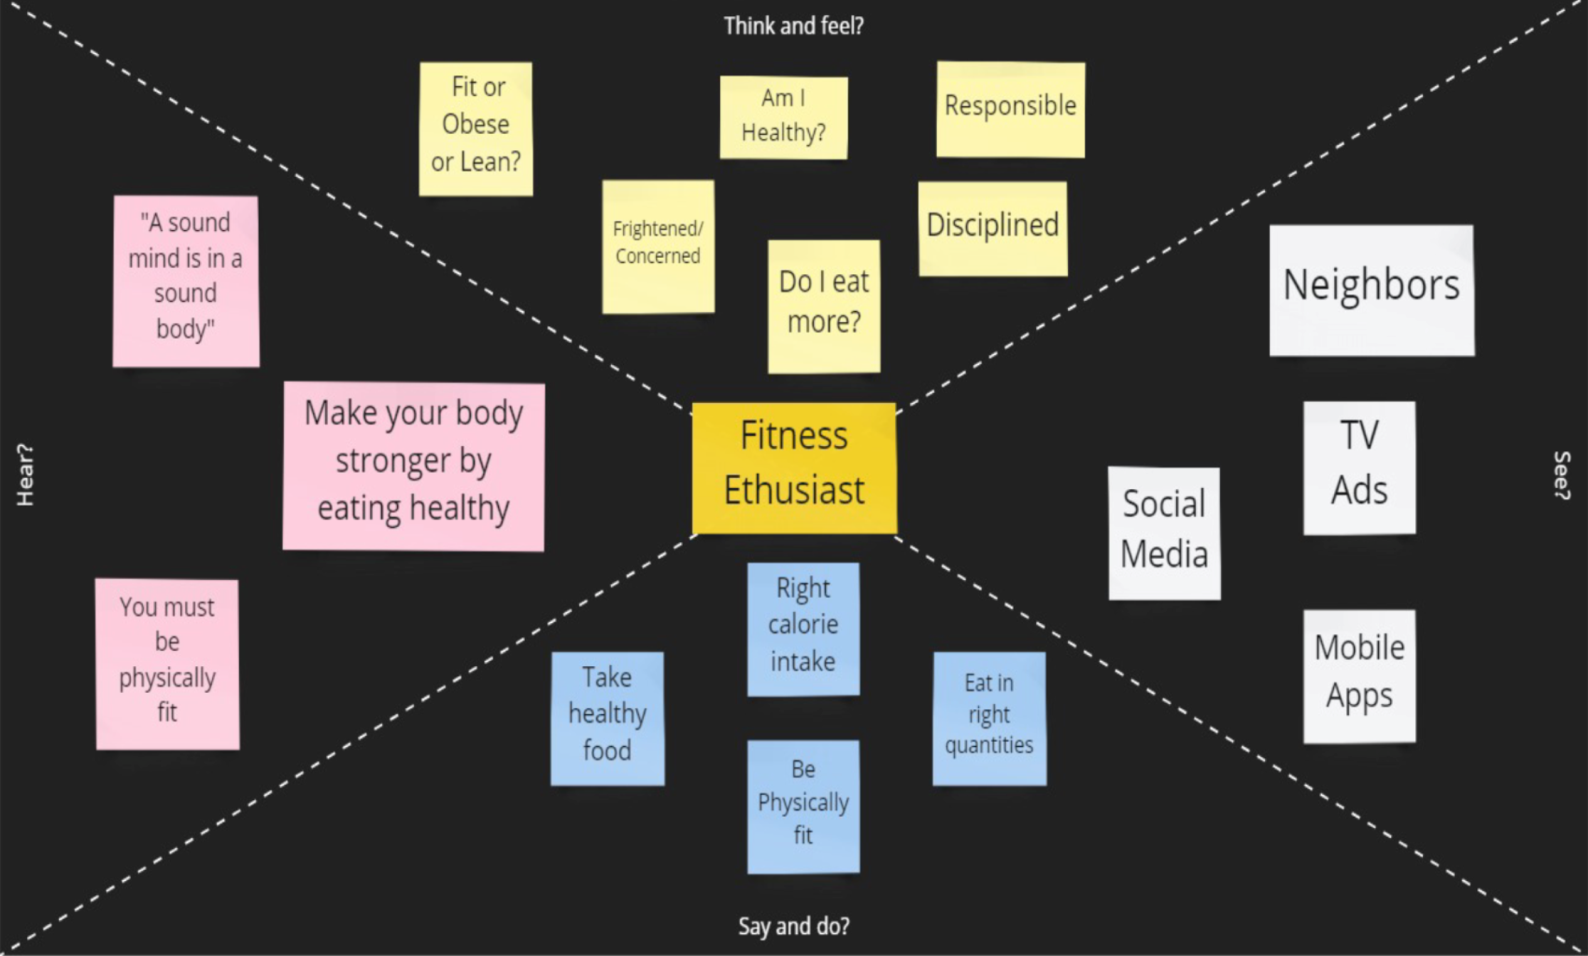 Think and feel?
Fit or
Obese
or Lean?
Am I
Healthy?
Responsible
Frightened/
Concerned
Do I eat
more?
Disciplined
Hear?
"A sound
mind is in a
sound
body"
Make your body
stronger by
eating healthy
You must
be
physically
fit
Fitness
Ethusiast
See?
Neighbors
TV
Ads
Social
Media
Mobile
Apps
Right
calorie
intake
Take
healthy
food
Eat in
right
quantities
Be
Physically
fit
Say and do?